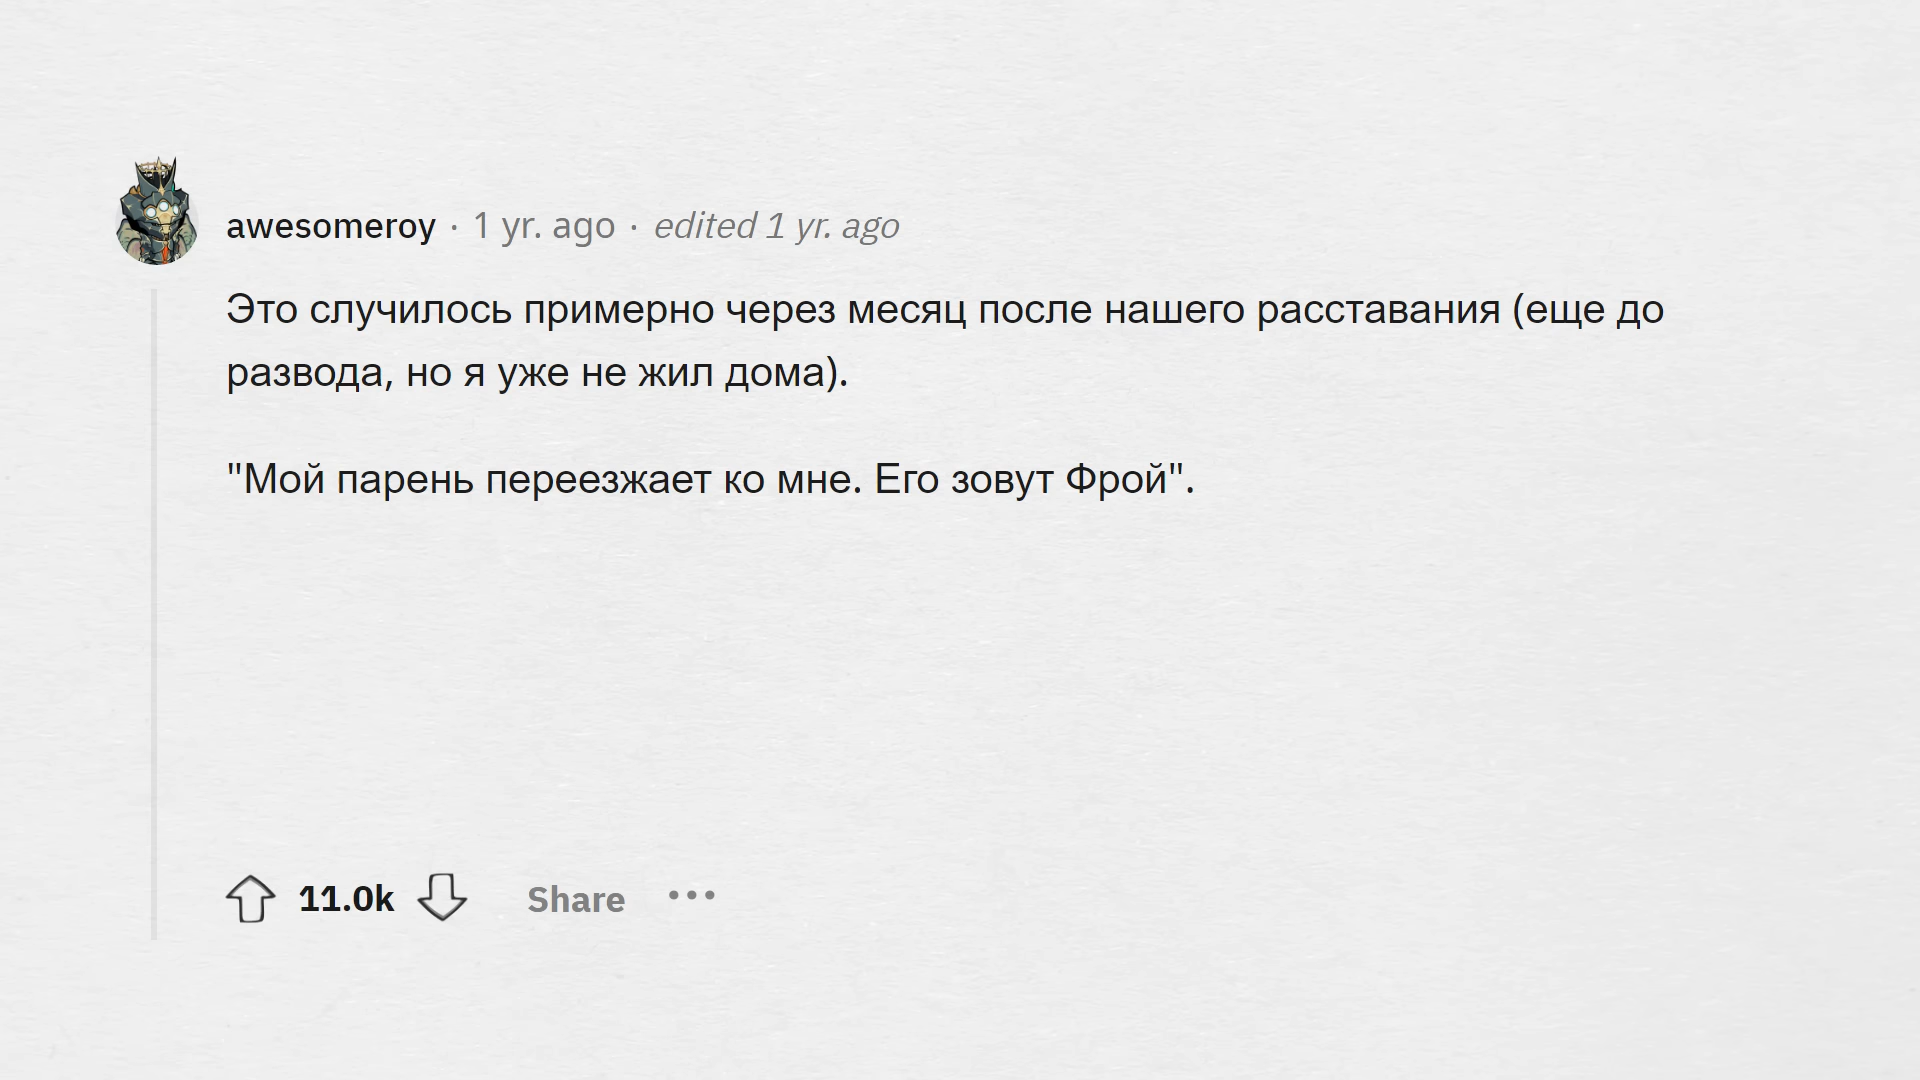 awesomeroy · 1 yr. ago · edited 1 yr. ago
Это случилось примерно через месяц после нашего расставания (еще до
развода, но я уже не жил дома).
"Мой парень переезжает ко мне. Его зовут Фрой".
11.0k Share •••